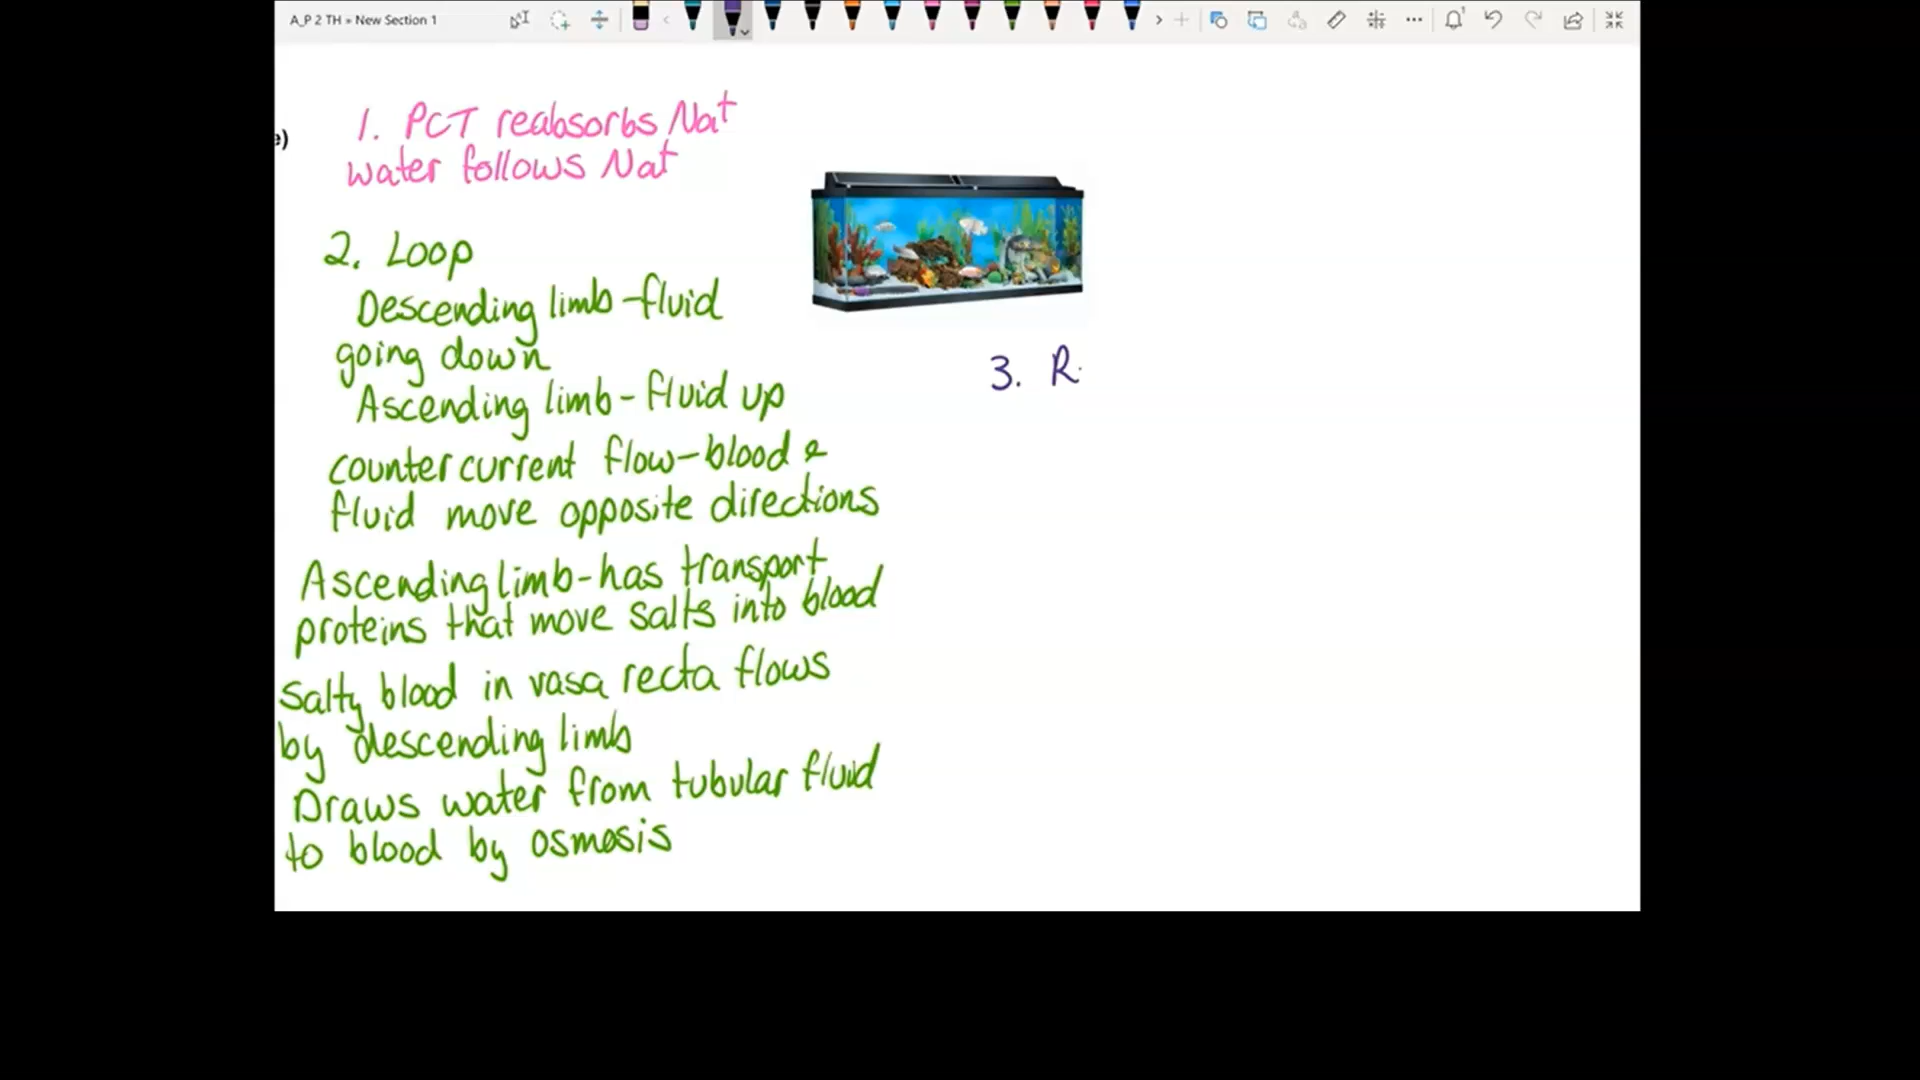 A_P 2 TH » New Section 1
e)
1. PCT reabsorbs Na+
water follows Na+
2. Loop
Descending limb-fluid
going down
Ascending limb-fluid up
countercurrent flow-blood &
fluid move opposite directions
Ascending limb-has transport
proteins that move salts into blood
Salty blood in vasa recta flows
by descending limb
Draws water from tubular fluid
to blood by osmosis
3. R